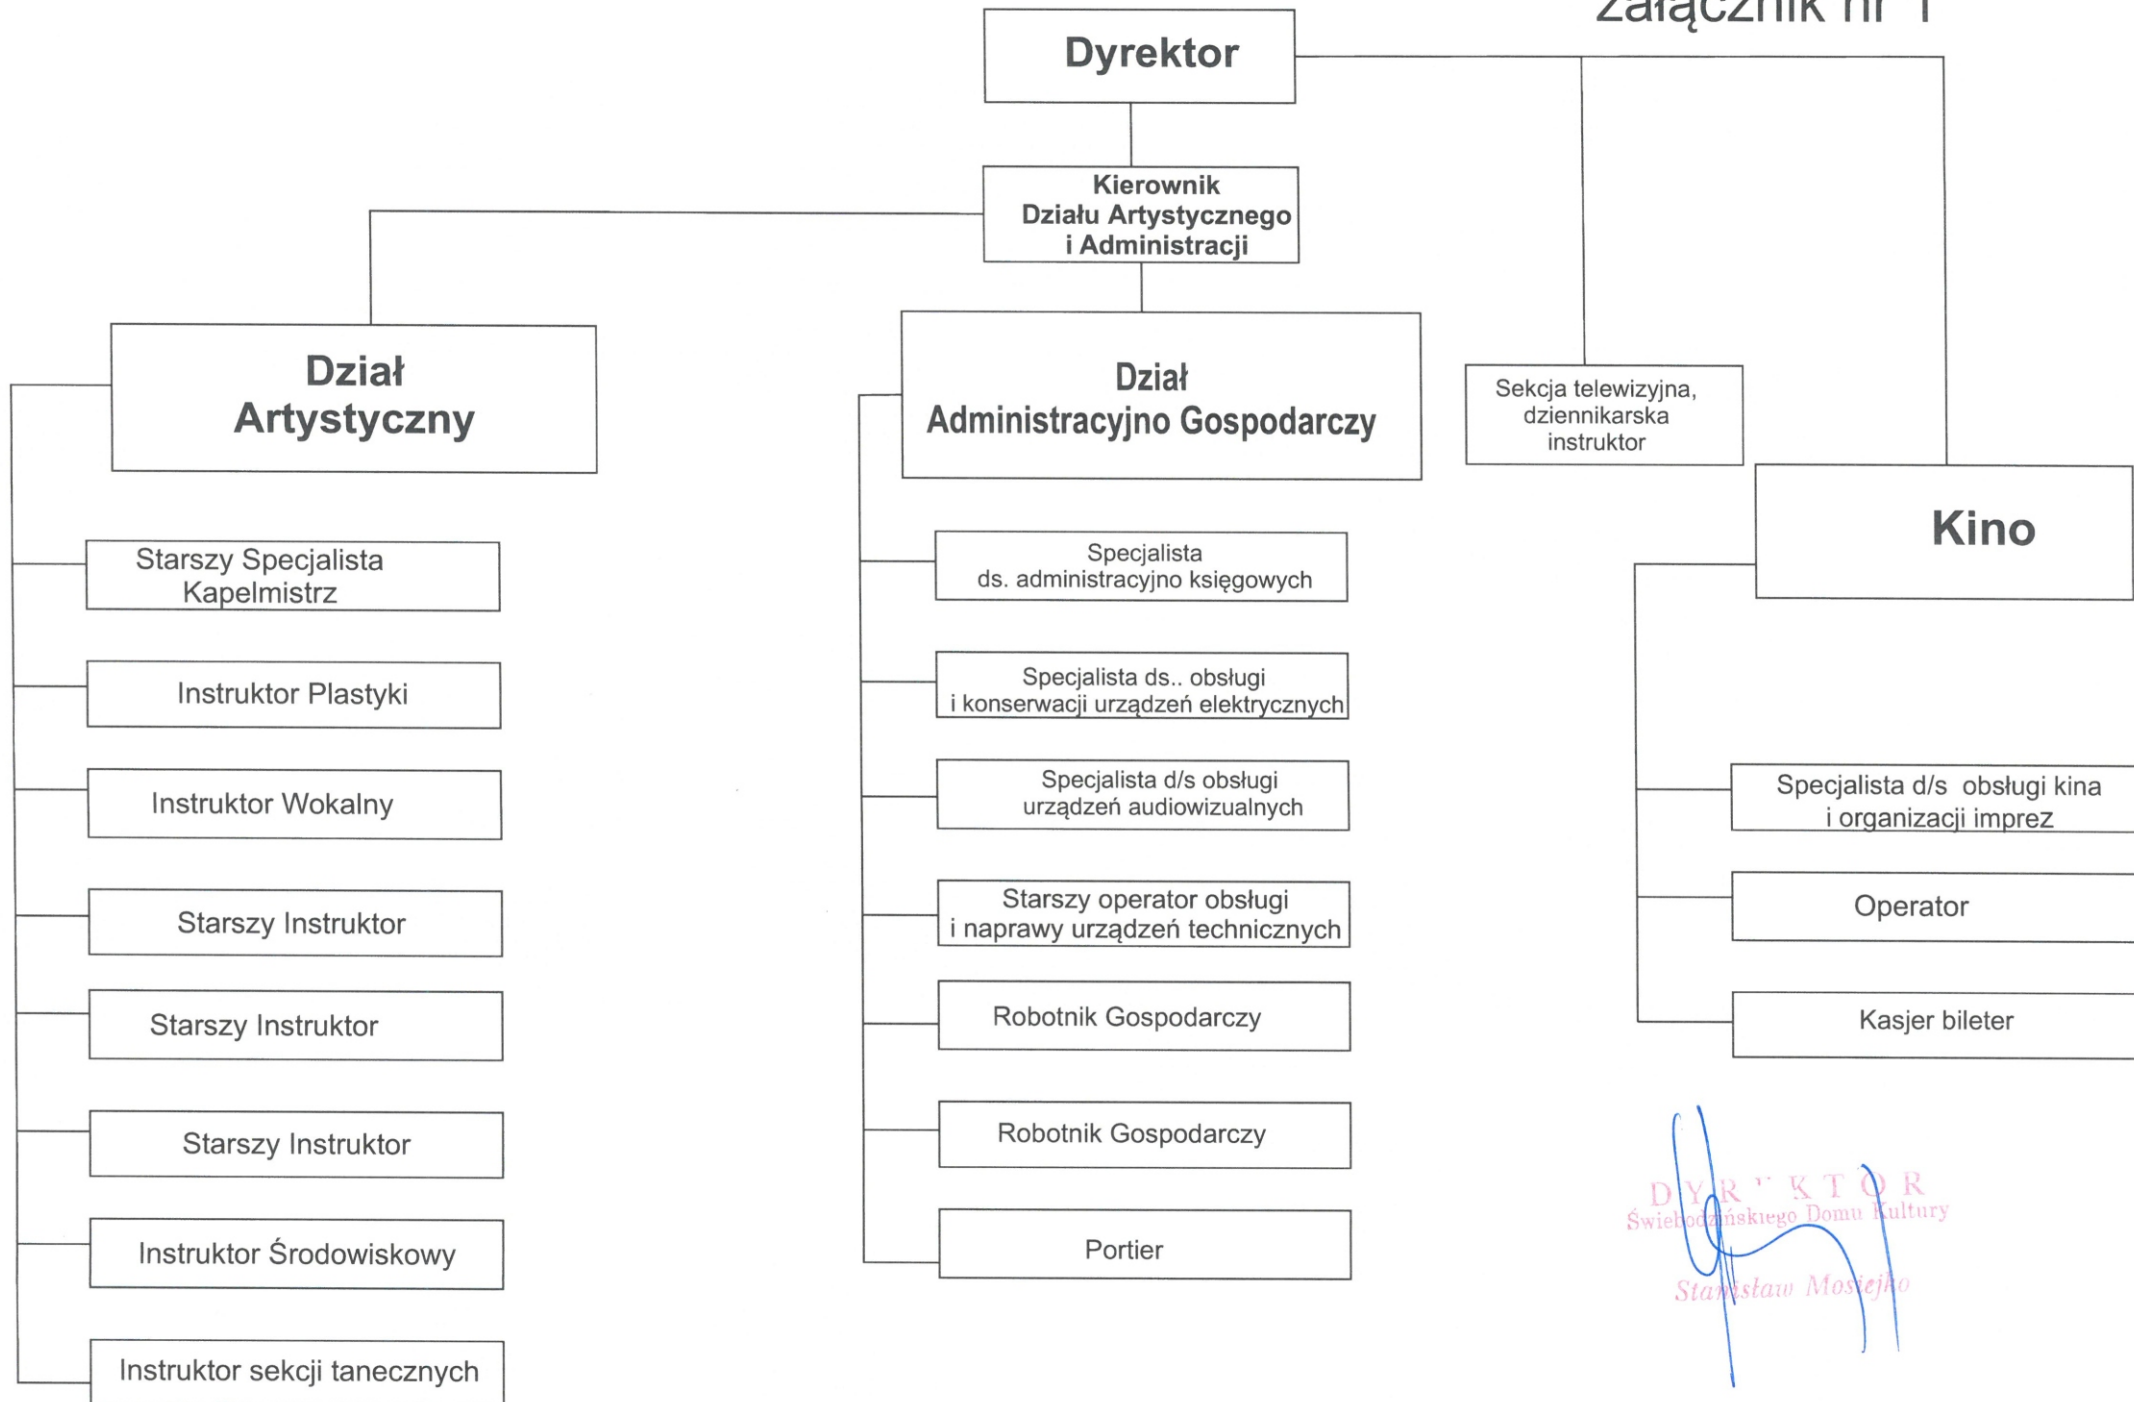 załącznik nr 1
Dyrektor
Kierownik
Działu Artystycznego
i Administracji
Dział
Artystyczny
Starszy Specjalista
Kapelmistrz
Instruktor Plastyki
Instruktor Wokalny
Starszy Instruktor
Starszy Instruktor
Starszy Instruktor
Instruktor Środowiskowy
Instruktor sekcji tanecznych
Dział
Administracyjno Gospodarczy
Specjalista
ds. administracyjno księgowych
Specjalista ds.. obsługi
i konserwacji urządzeń elektrycznych
Specjalista d/s obsługi
urządzeń audiowizualnych
Starszy operator obsługi
i naprawy urządzeń technicznych
Robotnik Gospodarczy
Robotnik Gospodarczy
Portier
Sekcja telewizyjna,
dziennikarska
instruktor
Kino
Specjalista d/s obsługi kina
i organizacji imprez
Operator
Kasjer bileter
DYREKTOR
Świebodzińskiego Domu Kultury
Stanisław Mosiejko